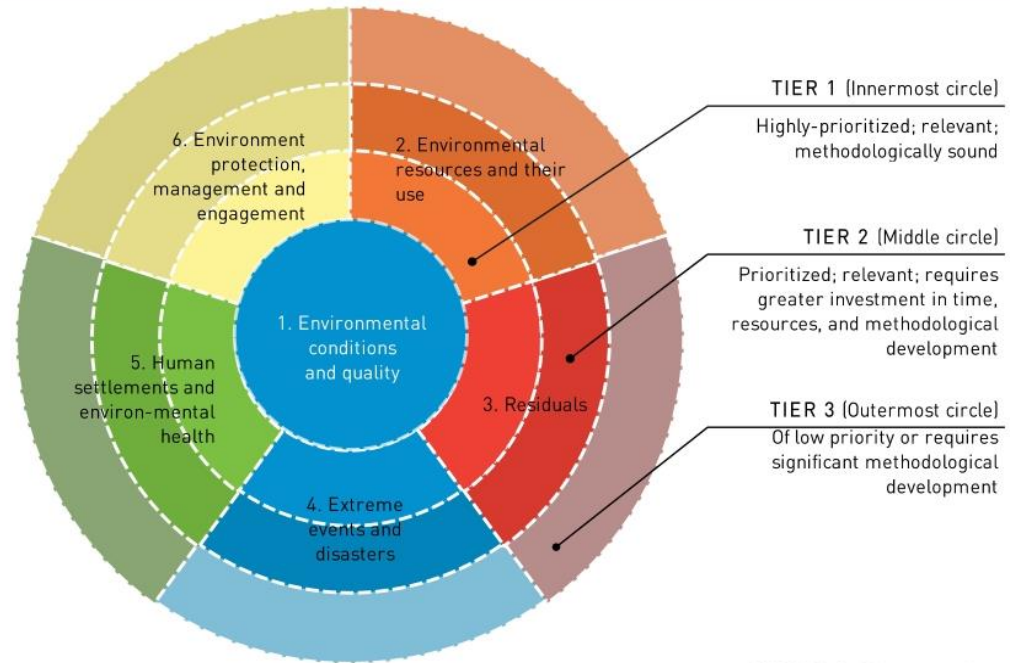 6. Environment
protection,
management and
engagement
2. Environmental
resources and their
use
1. Environmental
conditions
and quality
5. Human
settlements and
environ-mental
health
3. Residuals
4. Extreme
events and
disasters
TIER 1 (Innermost circle)
Highly-prioritized; relevant;
methodologically sound
TIER 2 (Middle circle)
Prioritized; relevant; requires
greater investment in time,
resources, and methodological
development
TIER 3 (Outermost circle)
Of low priority or requires
significant methodological
development